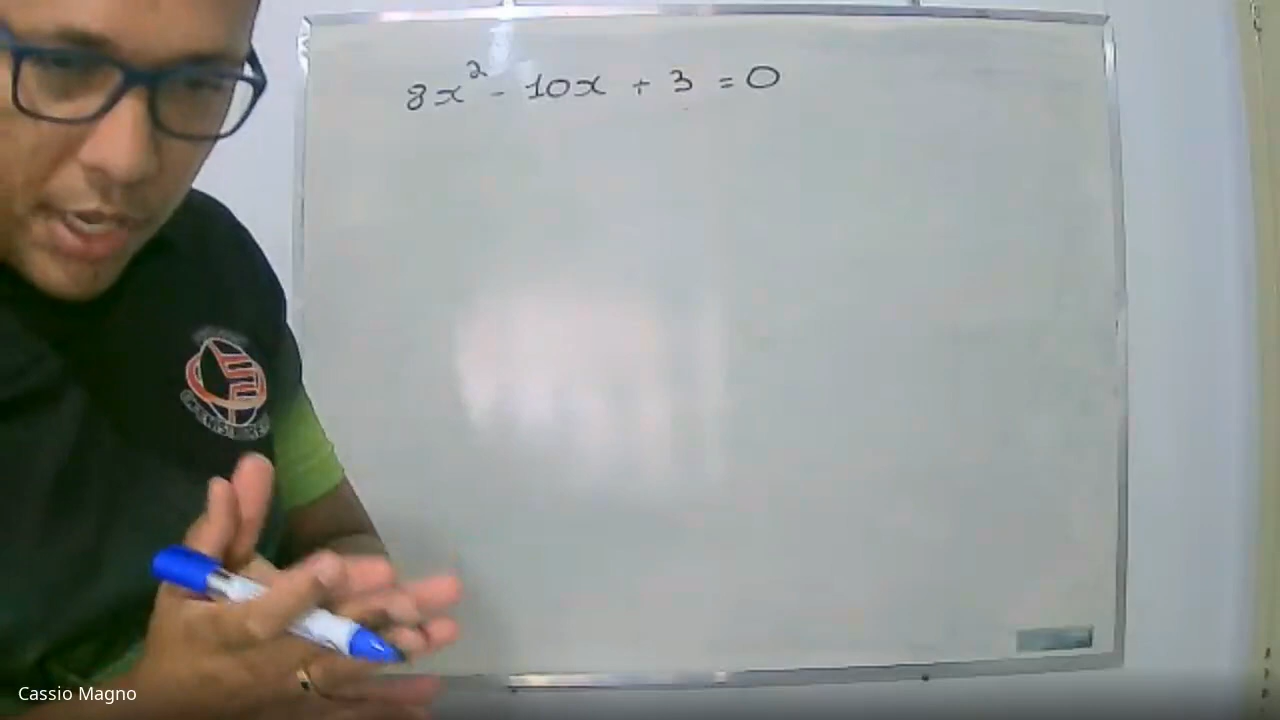 8x² - 10x + 3 = 0
Cassio Magno